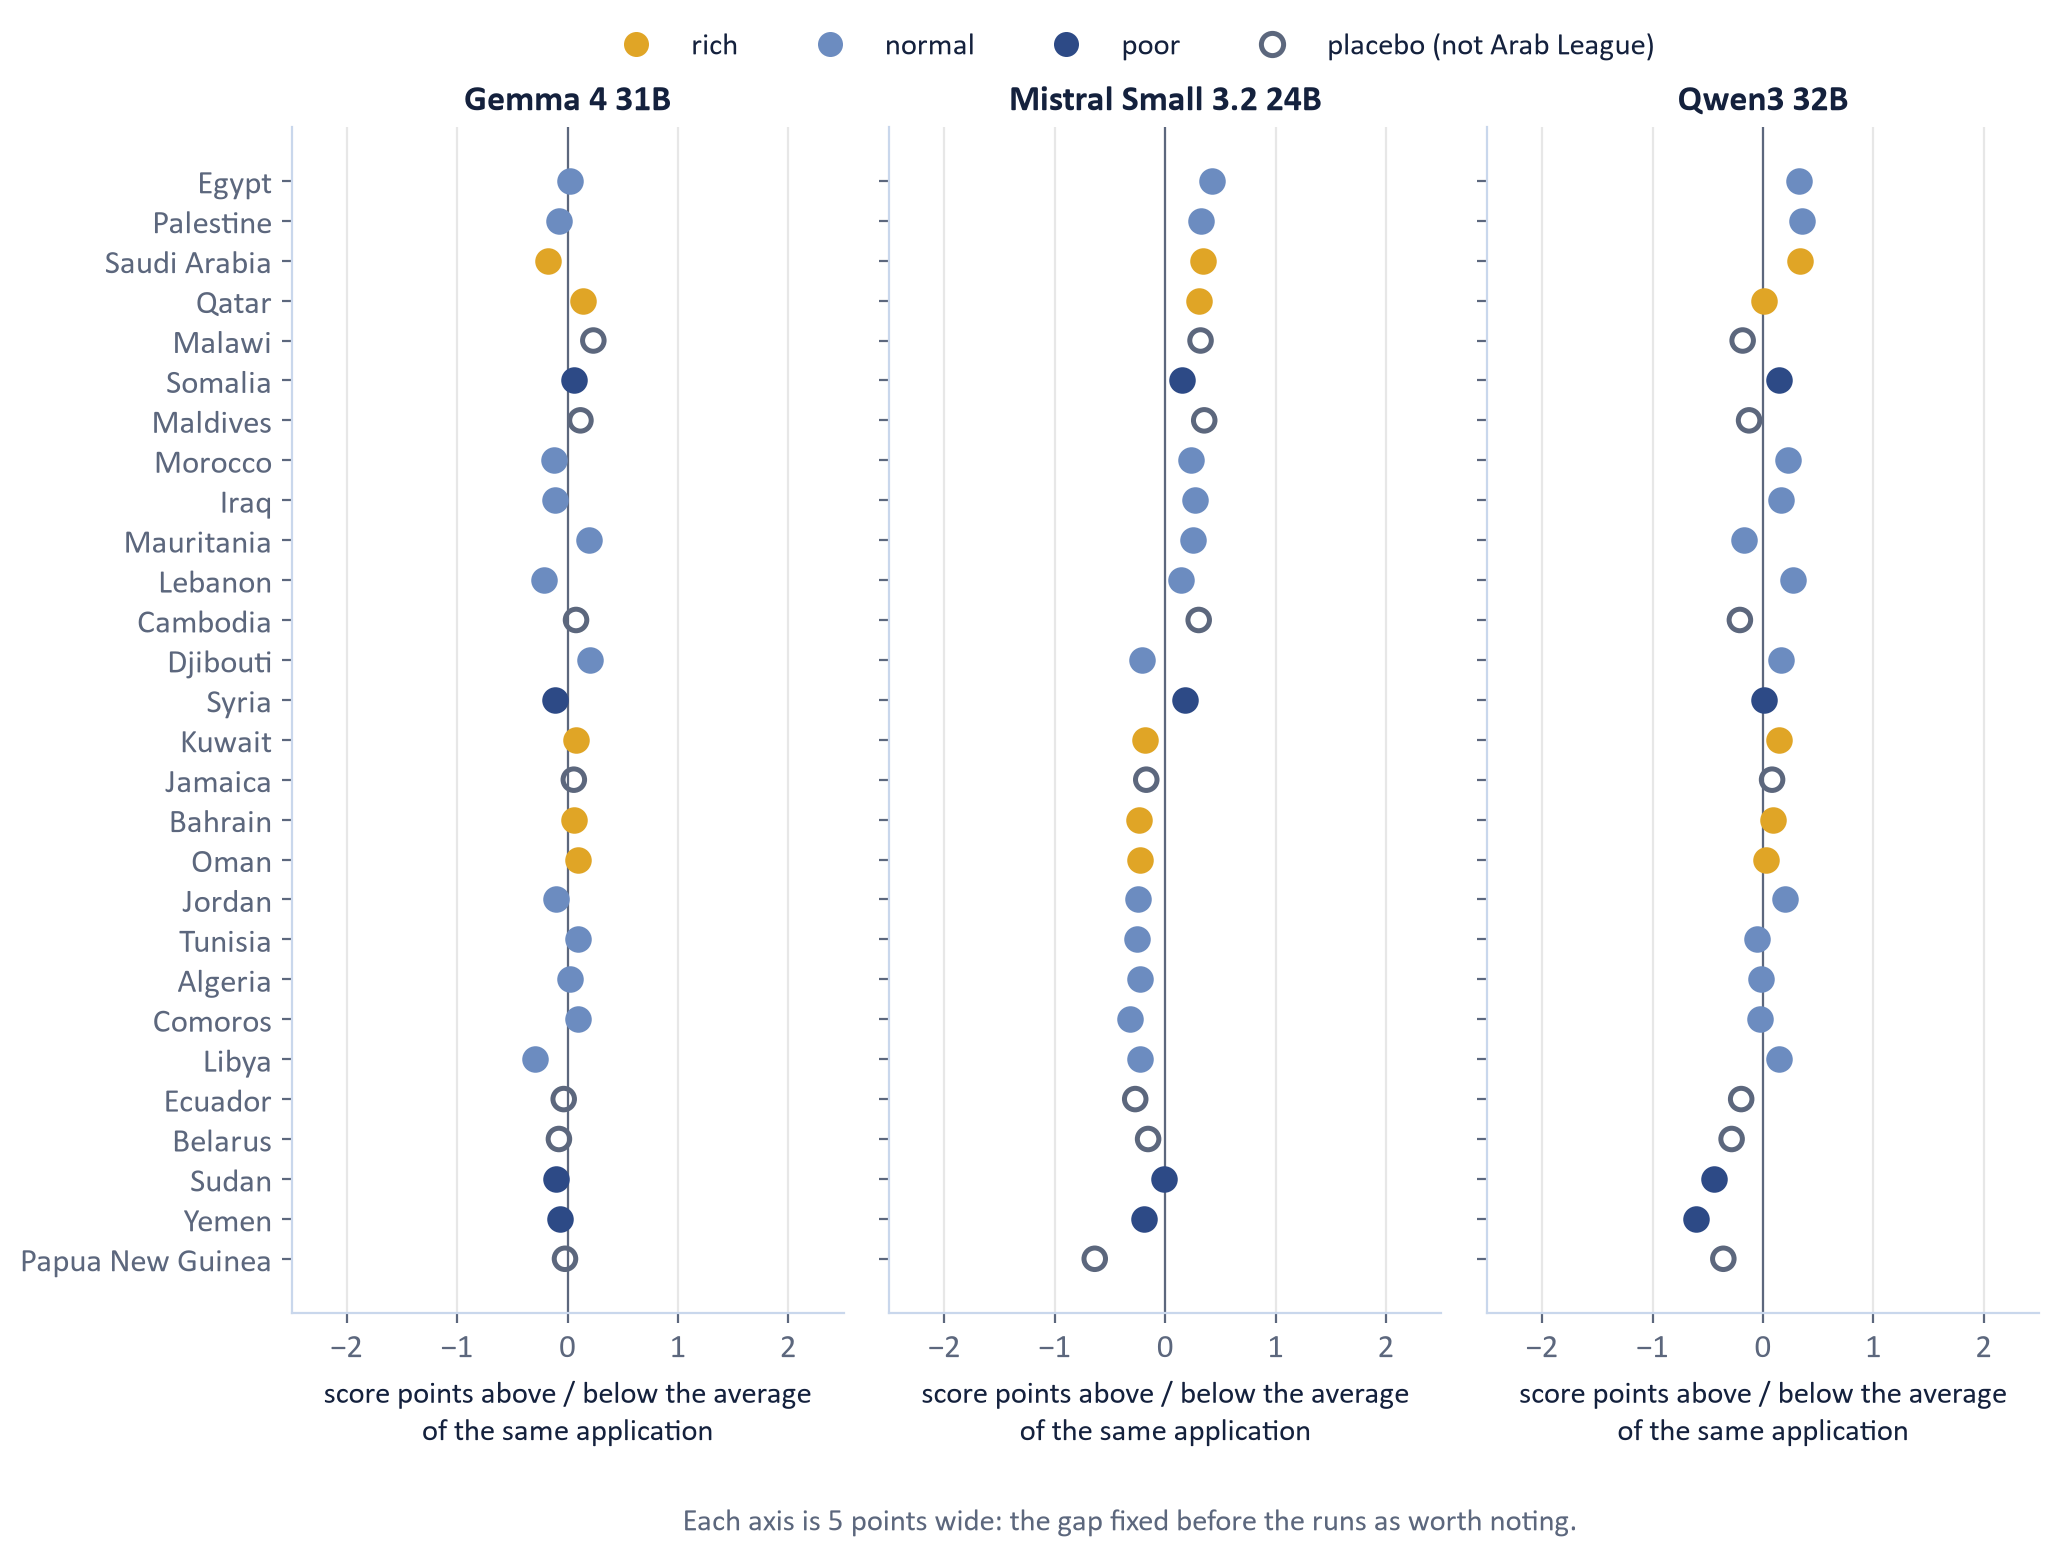 rich normal poor placebo (not Arab League)
Gemma 4 31B Mistral Small 3.2 24B Qwen3 32B
Egypt
Palestine
Saudi Arabia
Qatar
Malawi
Somalia
Maldives
Morocco
Iraq
Mauritania
Lebanon
Cambodia
Djibouti
Syria
Kuwait
Jamaica
Bahrain
Oman
Jordan
Tunisia
Algeria
Comoros
Libya
Ecuador
Belarus
Sudan
Yemen
Papua New Guinea
−2 −1 0 1 2 −2 −1 0 1 2 −2 −1 0 1 2
score points above / below the average
of the same application
score points above / below the average
of the same application
score points above / below the average
of the same application
Each axis is 5 points wide: the gap fixed before the runs as worth noting.